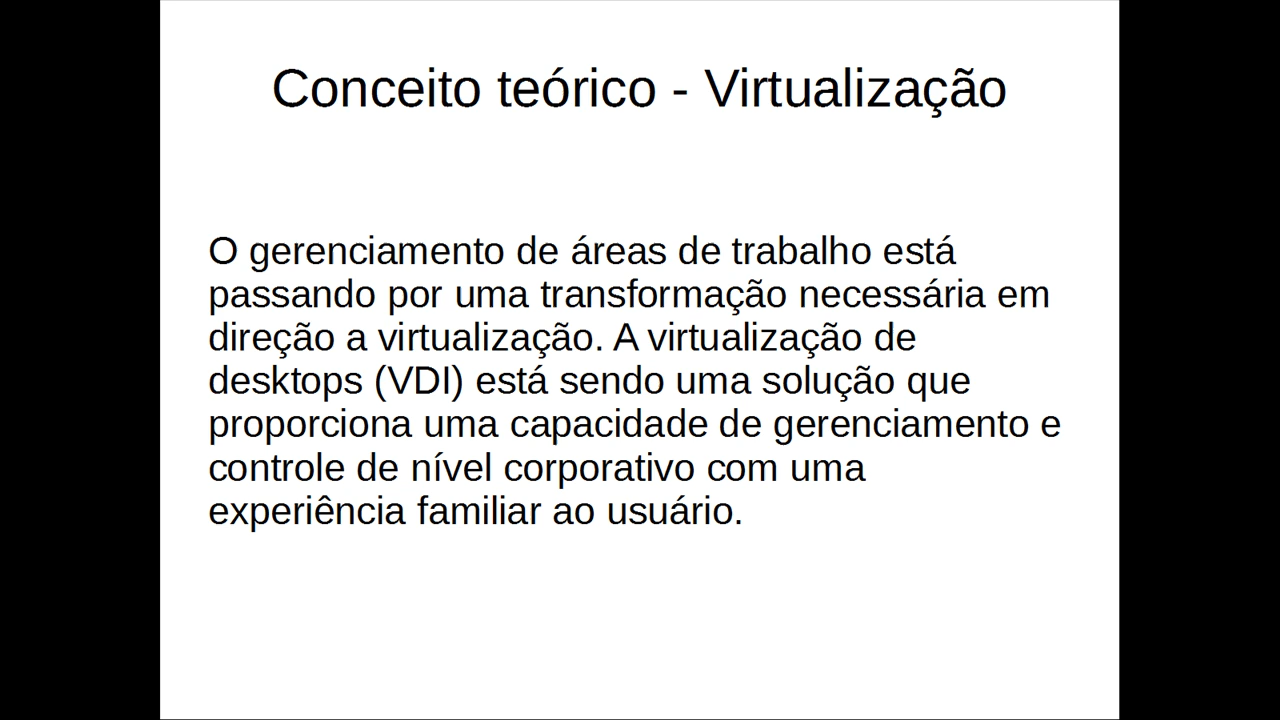 Conceito teórico - Virtualização
O gerenciamento de áreas de trabalho está
passando por uma transformação necessária em
direção a virtualização. A virtualização de
desktops (VDI) está sendo uma solução que
proporciona uma capacidade de gerenciamento e
controle de nível corporativo com uma
experiência familiar ao usuário.